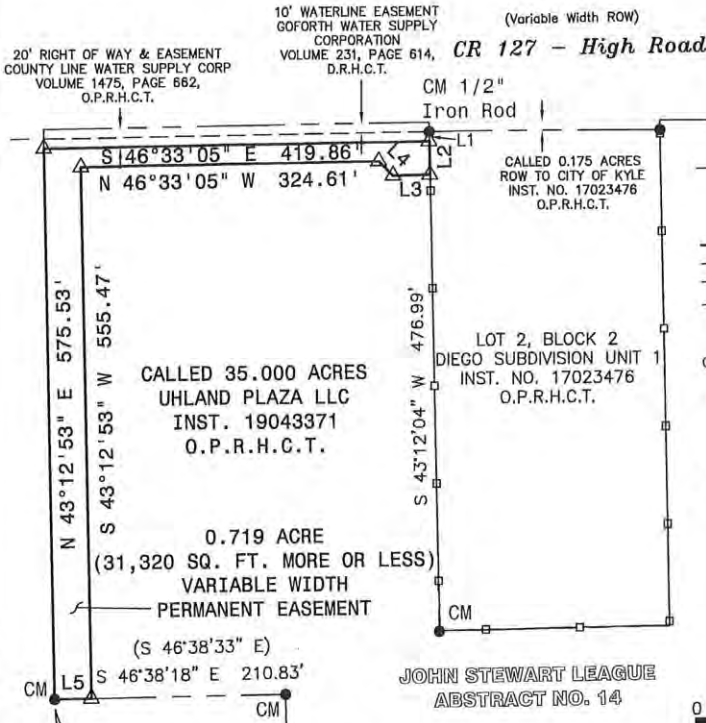 (Variable Width ROW)
CR 127 - High Road
10' WATERLINE EASEMENT
GOFORTH WATER SUPPLY
CORPORATION
VOLUME 231, PAGE 614,
D.R.H.C.T.
20' RIGHT OF WAY & EASEMENT
COUNTY LINE WATER SUPPLY CORP
VOLUME 1475, PAGE 662,
O.P.R.H.C.T.
CM 1/2"
Iron Rod
L1
S 46°33'05" E 419.86'
L4
L2
N 46°33'05" W 324.61'
L3
CALLED 0.175 ACRES
ROW TO CITY OF KYLE
INST. NO. 17023476
O.P.R.H.C.T.
N 43°12'53" E 575.53'
S 43°12'53" W 555.47'
S 43°12'04" W 476.99'
CALLED 35.000 ACRES
UHLAND PLAZA LLC
INST. 19043371
O.P.R.H.C.T.
LOT 2, BLOCK 2
DIEGO SUBDIVISION UNIT 1
INST. NO. 17023476
O.P.R.H.C.T.
0.719 ACRE
(31,320 SQ. FT. MORE OR LESS)
VARIABLE WIDTH
PERMANENT EASEMENT
CM
(S 46°38'33" E)
S 46°38'18" E 210.83'
L5
CM
CM
JOHN STEWART LEAGUE
ABSTRACT NO. 14
0